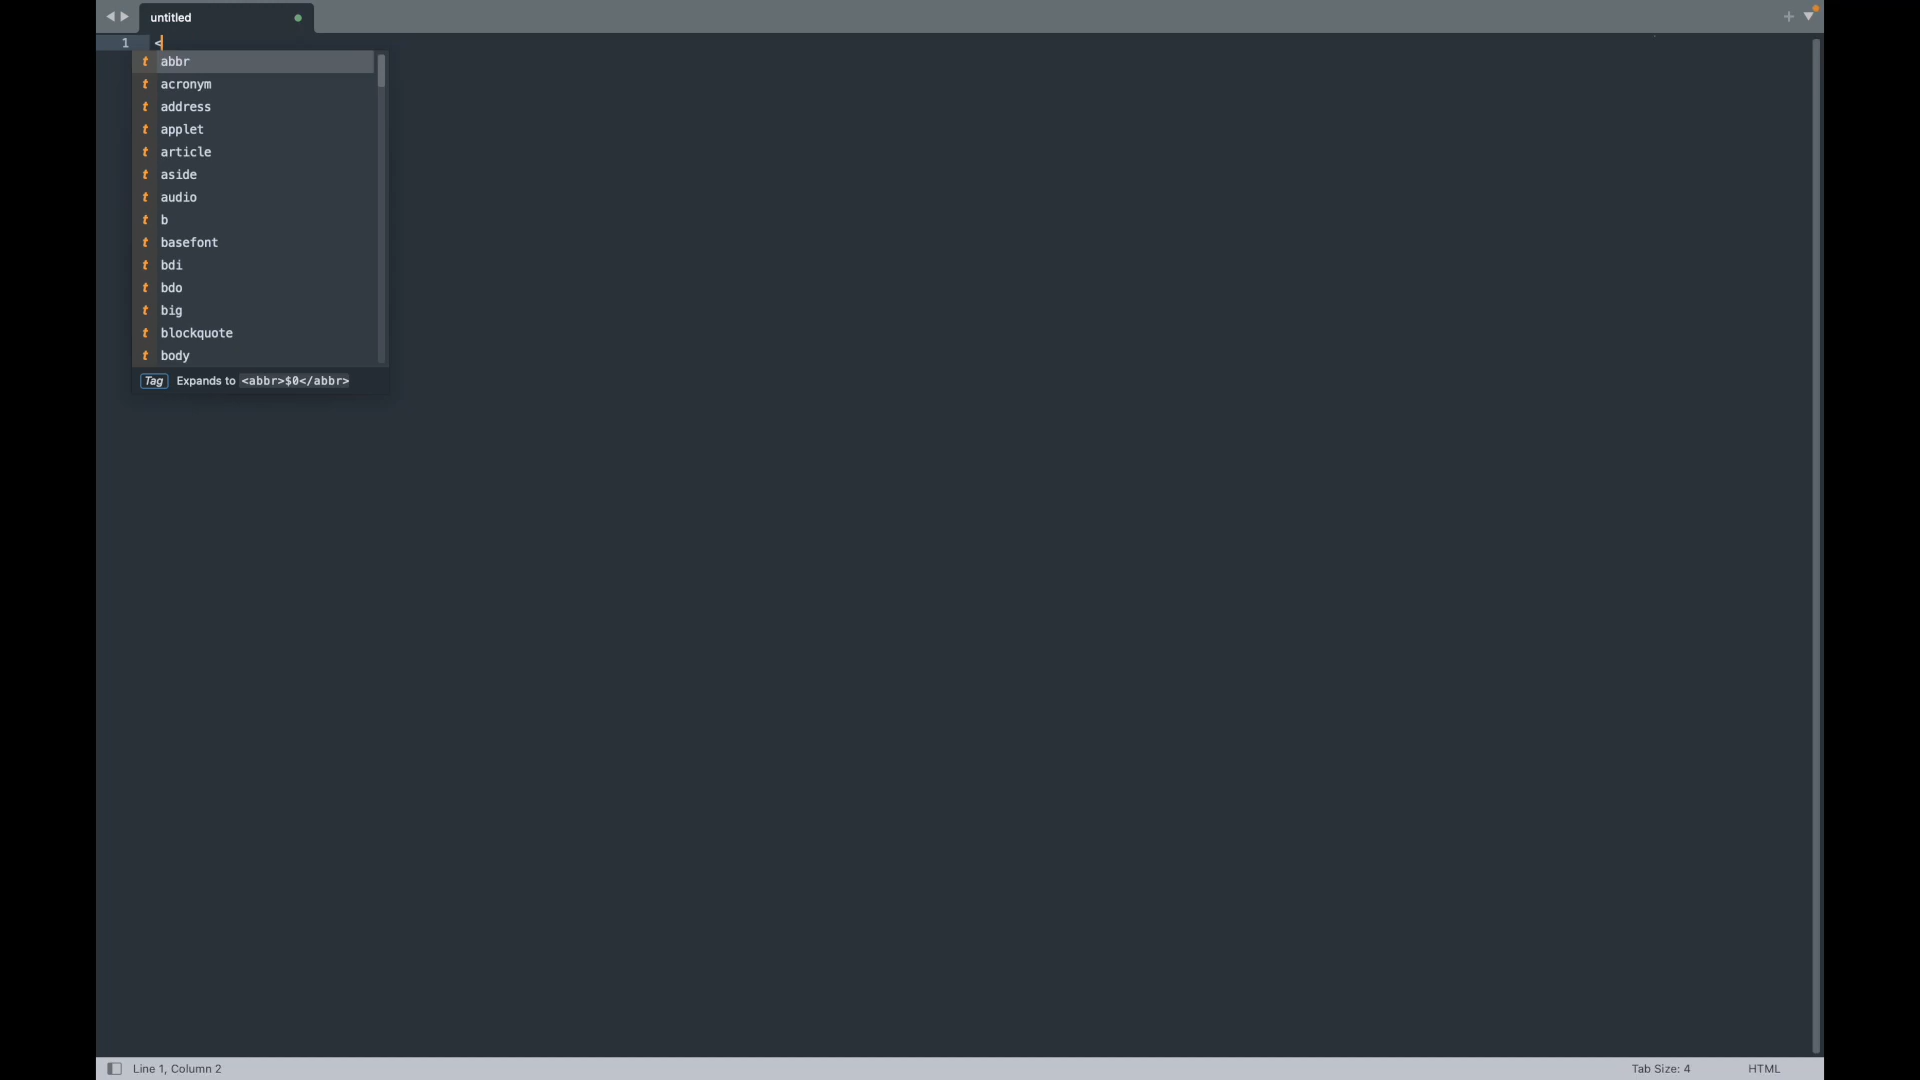 untitled
1 <
t abbr
t acronym
t address
t applet
t article
t aside
t audio
t b
t basefont
t bdi
t bdo
t big
t blockquote
t body
Tag Expands to <abbr>$0</abbr>
Line 1, Column 2 Tab Size: 4 HTML